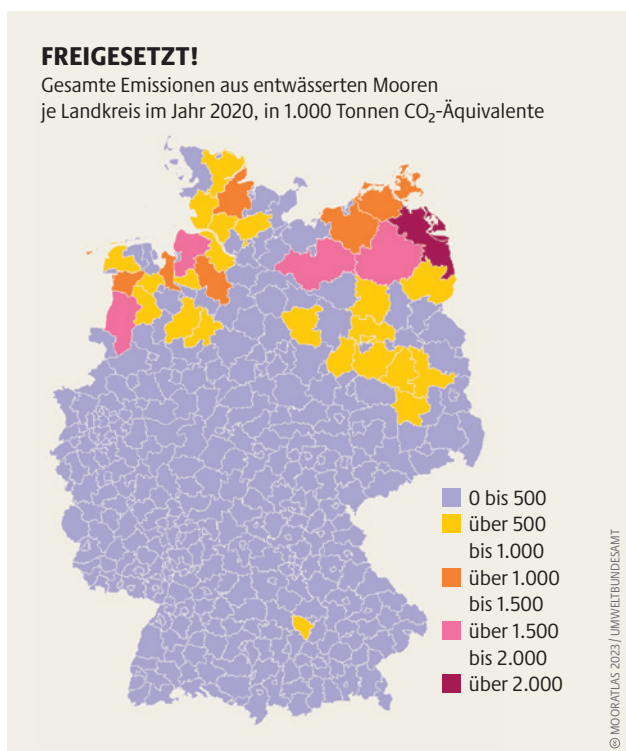 FREIGESETZT!
Gesamte Emissionen aus entwässerten Mooren
je Landkreis im Jahr 2020, in 1.000 Tonnen CO₂-Äquivalente
0 bis 500
über 500
bis 1.000
über 1.000
bis 1.500
über 1.500
bis 2.000
über 2.000
© MOORATLAS 2023 / UMWELTBUNDESAMT